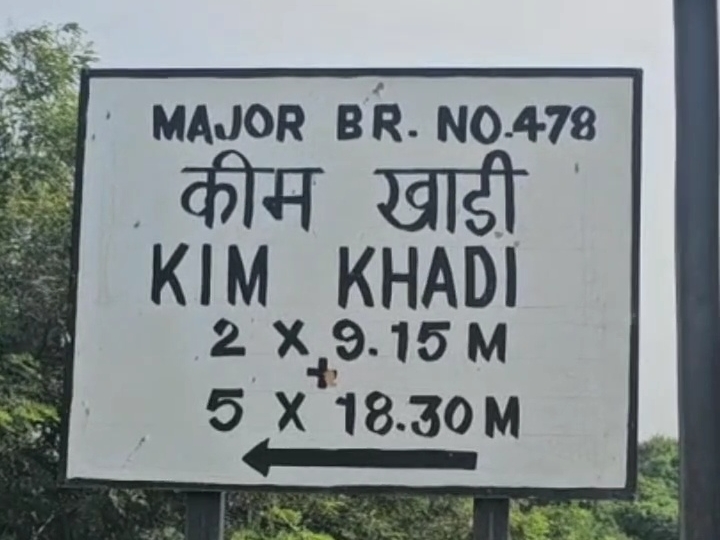 MAJOR BR. NO.478
कीम खाडी
KIM KHADI
2 X 9.15 M
+
5 X 18.30 M